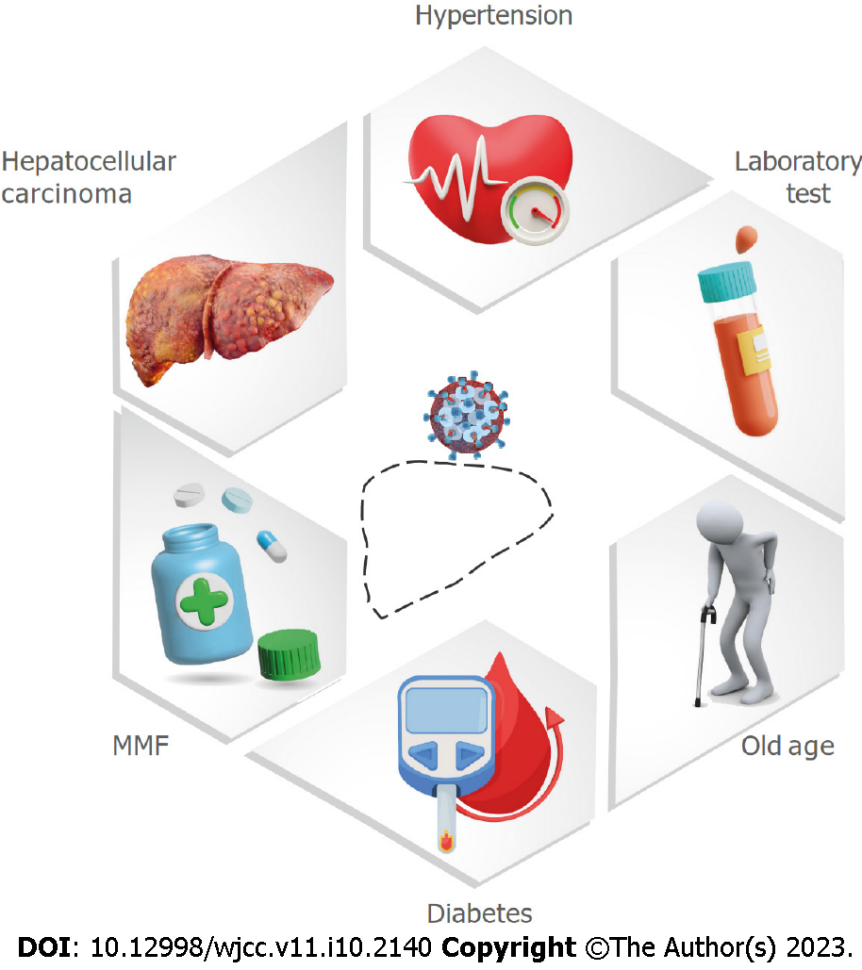 Hypertension
Hepatocellular
carcinoma
Laboratory
test
MMF
Old age
Diabetes
DOI: 10.12998/wjcc.v11.i10.2140 Copyright ©The Author(s) 2023.